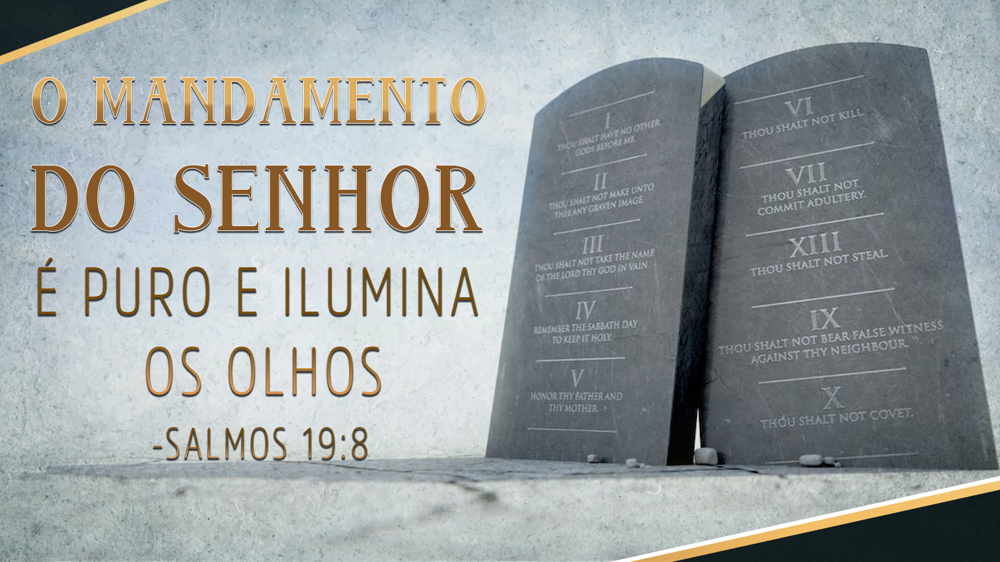 O MANDAMENTO
DO SENHOR
É PURO E ILUMINA
OS OLHOS
-SALMOS 19:8
I
THOU SHALT HAVE NO OTHER
GODS BEFORE ME.
II
THOU SHALT NOT MAKE UNTO
THEE ANY GRAVEN IMAGE.
III
THOU SHALT NOT TAKE THE NAME
OF THE LORD THY GOD IN VAIN.
IV
REMEMBER THE SABBATH DAY
TO KEEP IT HOLY.
V
HONOR THY FATHER AND
THY MOTHER.
VI
THOU SHALT NOT KILL.
VII
THOU SHALT NOT
COMMIT ADULTERY.
XIII
THOU SHALT NOT STEAL.
IX
THOU SHALT NOT BEAR FALSE WITNESS
AGAINST THY NEIGHBOUR.
X
THOU SHALT NOT COVET.